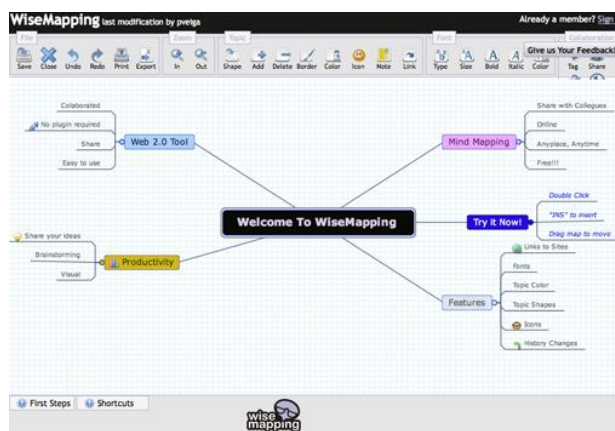 WiseMapping last modification by pveiga
Already a member? Sign
File
Zoom
Topic
Font
Collaboration
Give us Your Feedback!
Save Close Undo Redo Print Export
In Out
Shape Add Delete Border Color Icon Note Link
Type Size Bold Italic Color
Tag Share
Colaborated
No plugin required
Share
Easy to use
Web 2.0 Tool
Share with Collegues
Online
Anyplace, Anytime
Free!!!
Mind Mapping
Welcome To WiseMapping
Double Click
"INS" to insert
Drag map to move
Try it Now!
Share your ideas
Brainstorming
Visual
Productivity
Links to Sites
Fonts
Topic Color
Topic Shapes
Icons
History Changes
Features
First Steps
Shortcuts
wise
mapping